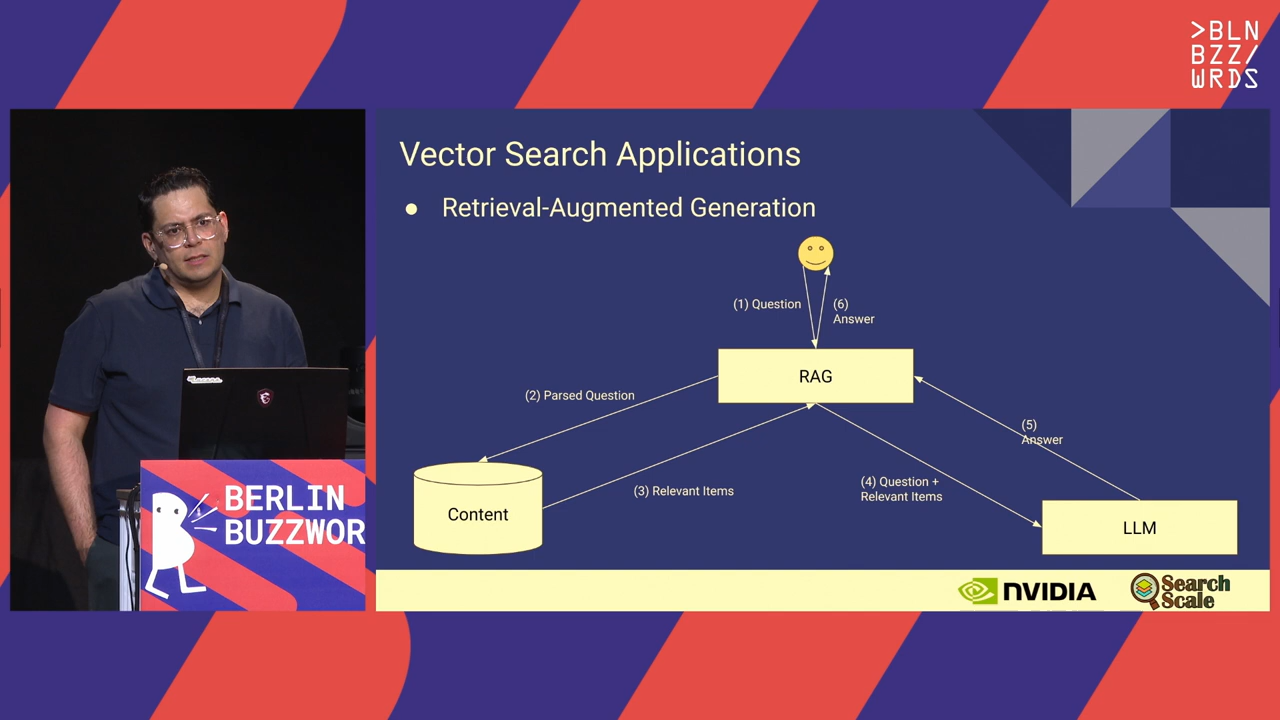 >BLN
BZZ/
WRDS
Vector Search Applications
● Retrieval-Augmented Generation
(1) Question
(6)
Answer
RAG
(2) Parsed Question
(5)
Answer
(3) Relevant Items
(4) Question +
Relevant Items
Content
LLM
BERLIN
BUZZWOR
NVIDIA
Search
Scale